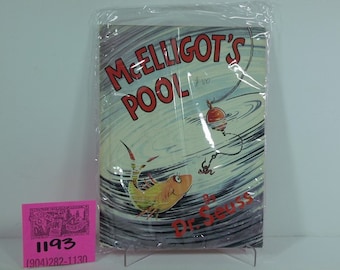 McELLIGOT'S
POOL
By
Dr. Seuss
1193
(904)282-1130